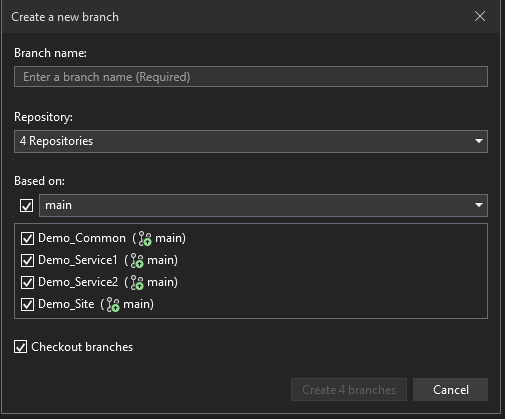 Create a new branch
Branch name:
Enter a branch name (Required)
Repository:
4 Repositories
Based on:
main
Demo_Common ( main)
Demo_Service1 ( main)
Demo_Service2 ( main)
Demo_Site ( main)
Checkout branches
Create 4 branches Cancel